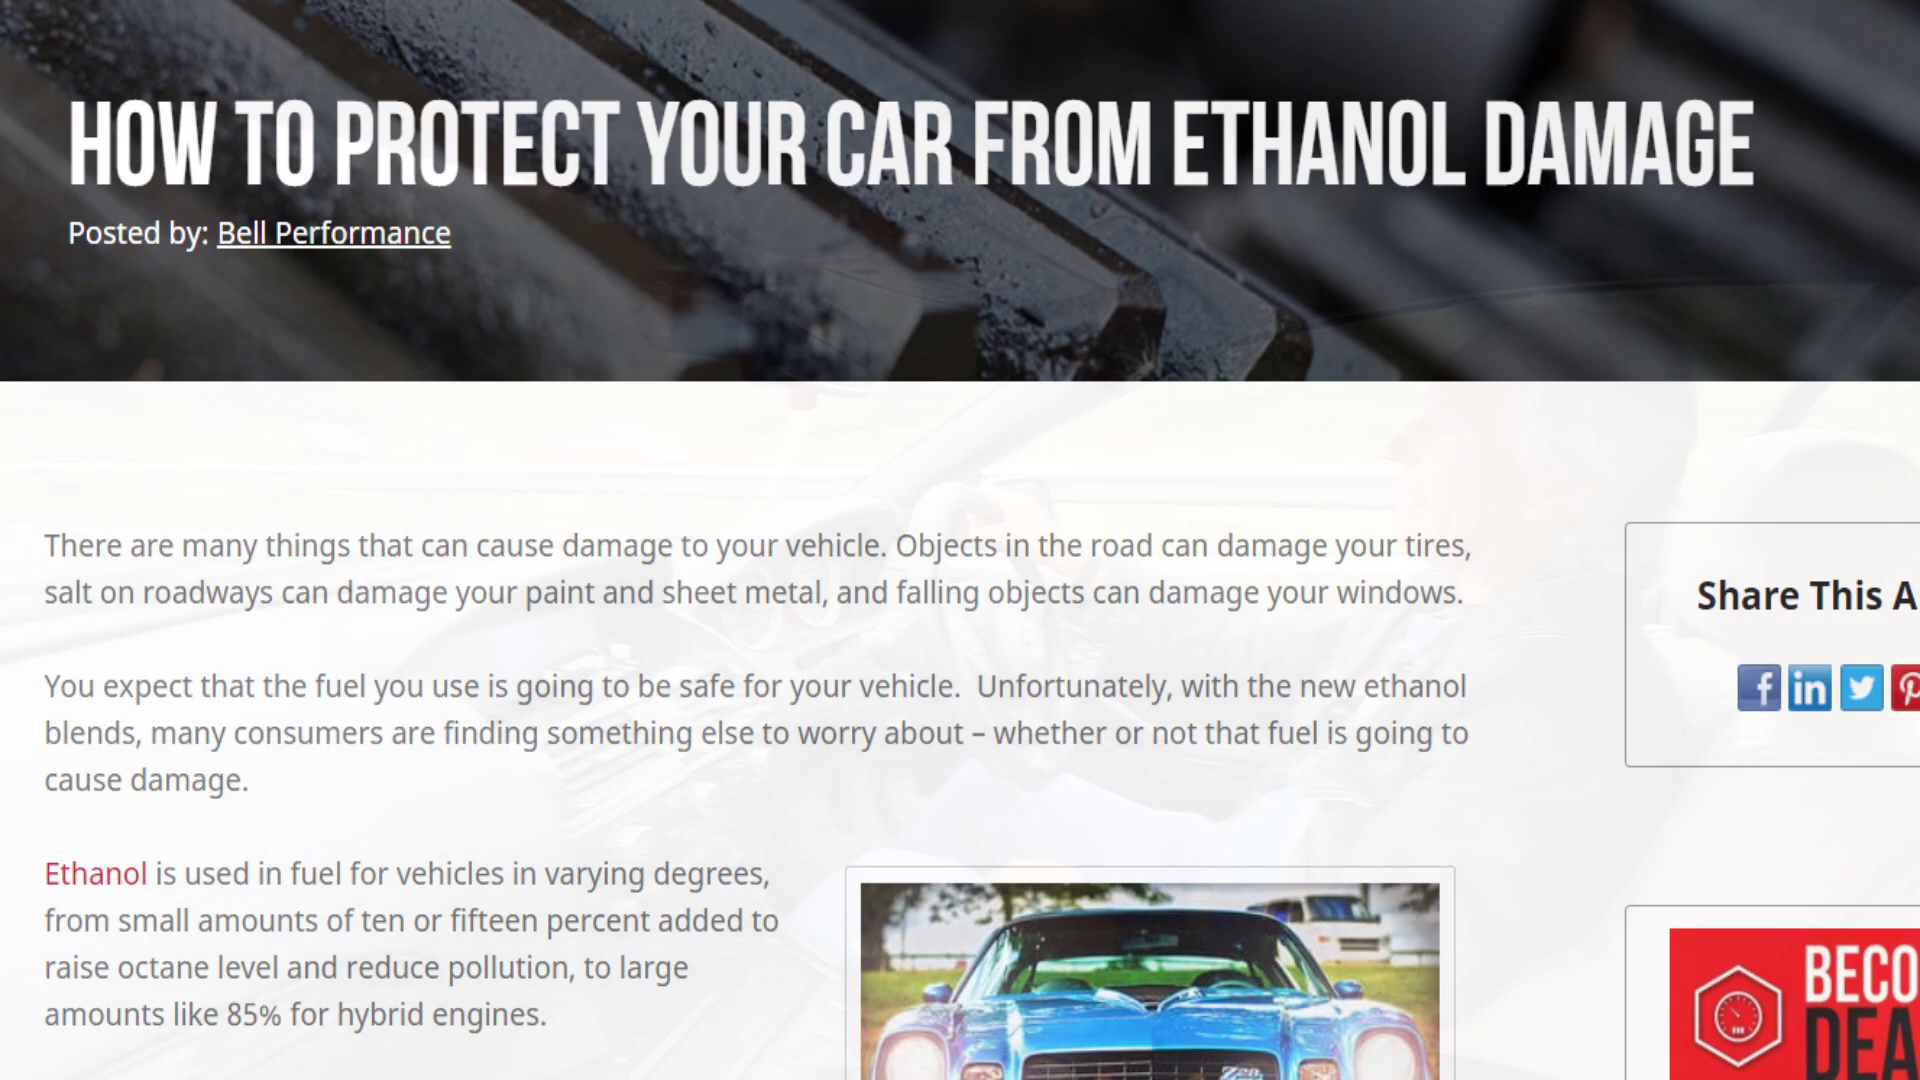 HOW TO PROTECT YOUR CAR FROM ETHANOL DAMAGE
Posted by: Bell Performance
There are many things that can cause damage to your vehicle. Objects in the road can damage your tires,
salt on roadways can damage your paint and sheet metal, and falling objects can damage your windows.
You expect that the fuel you use is going to be safe for your vehicle.  Unfortunately, with the new ethanol
blends, many consumers are finding something else to worry about – whether or not that fuel is going to
cause damage.
Ethanol is used in fuel for vehicles in varying degrees,
from small amounts of ten or fifteen percent added to
raise octane level and reduce pollution, to large
amounts like 85% for hybrid engines.
Share This A
f in
BECO
DEA
Z28